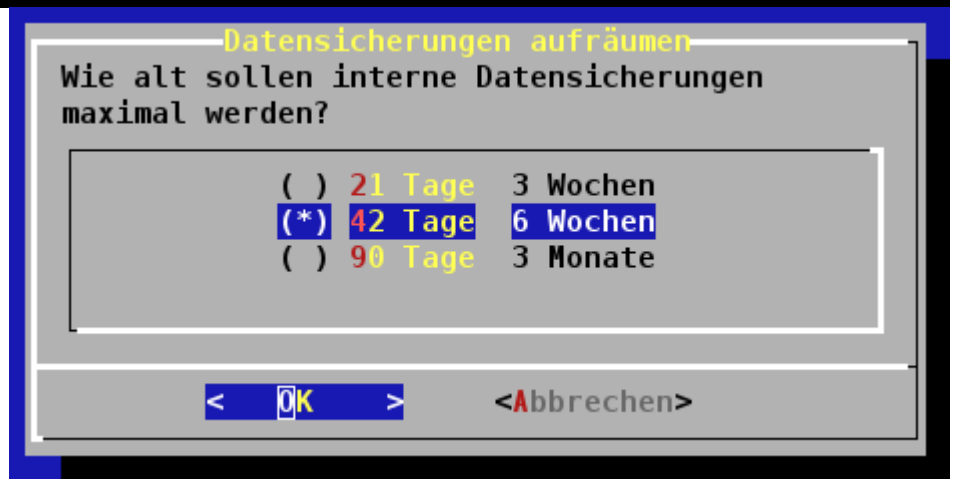 Datensicherungen aufräumen
Wie alt sollen interne Datensicherungen
maximal werden?
( ) 21 Tage 3 Wochen
(*) 42 Tage 6 Wochen
( ) 90 Tage 3 Monate
< OK > <Abbrechen>